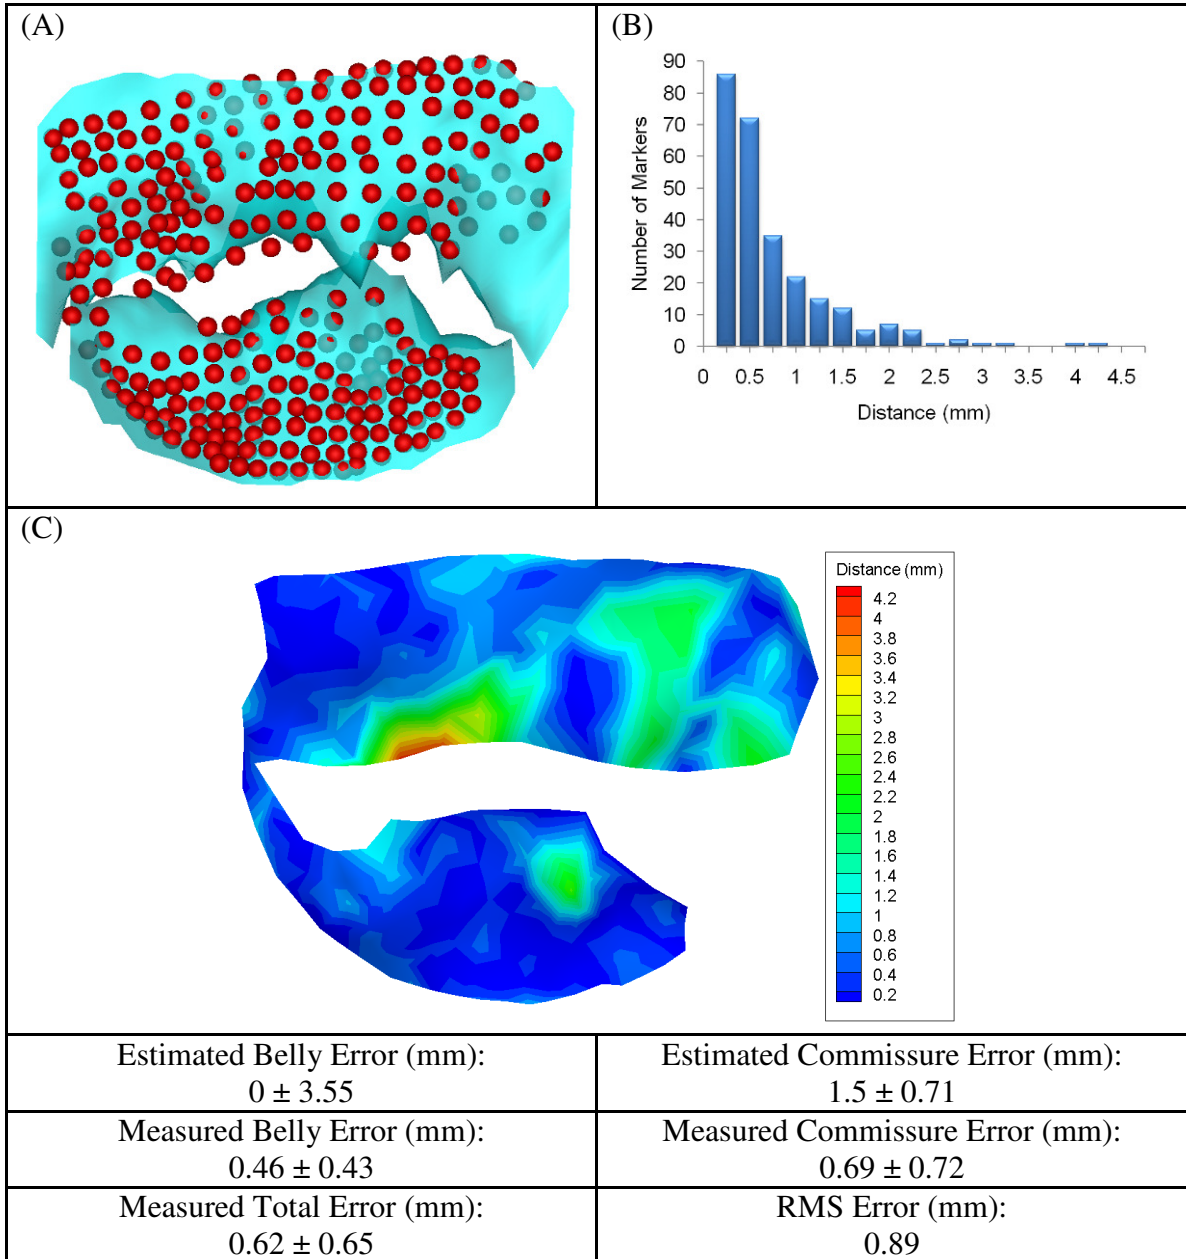 (A)
(B)
90
80
70
60
50
40
30
20
10
0
Number of Markers
0 0.5 1 1.5 2 2.5 3 3.5 4 4.5
Distance (mm)
(C)
Distance (mm)
4.2
4
3.8
3.6
3.4
3.2
3
2.8
2.6
2.4
2.2
2
1.8
1.6
1.4
1.2
1
0.8
0.6
0.4
0.2
Estimated Belly Error (mm):
0 ± 3.55
Estimated Commissure Error (mm):
1.5 ± 0.71
Measured Belly Error (mm):
0.46 ± 0.43
Measured Commissure Error (mm):
0.69 ± 0.72
Measured Total Error (mm):
0.62 ± 0.65
RMS Error (mm):
0.89